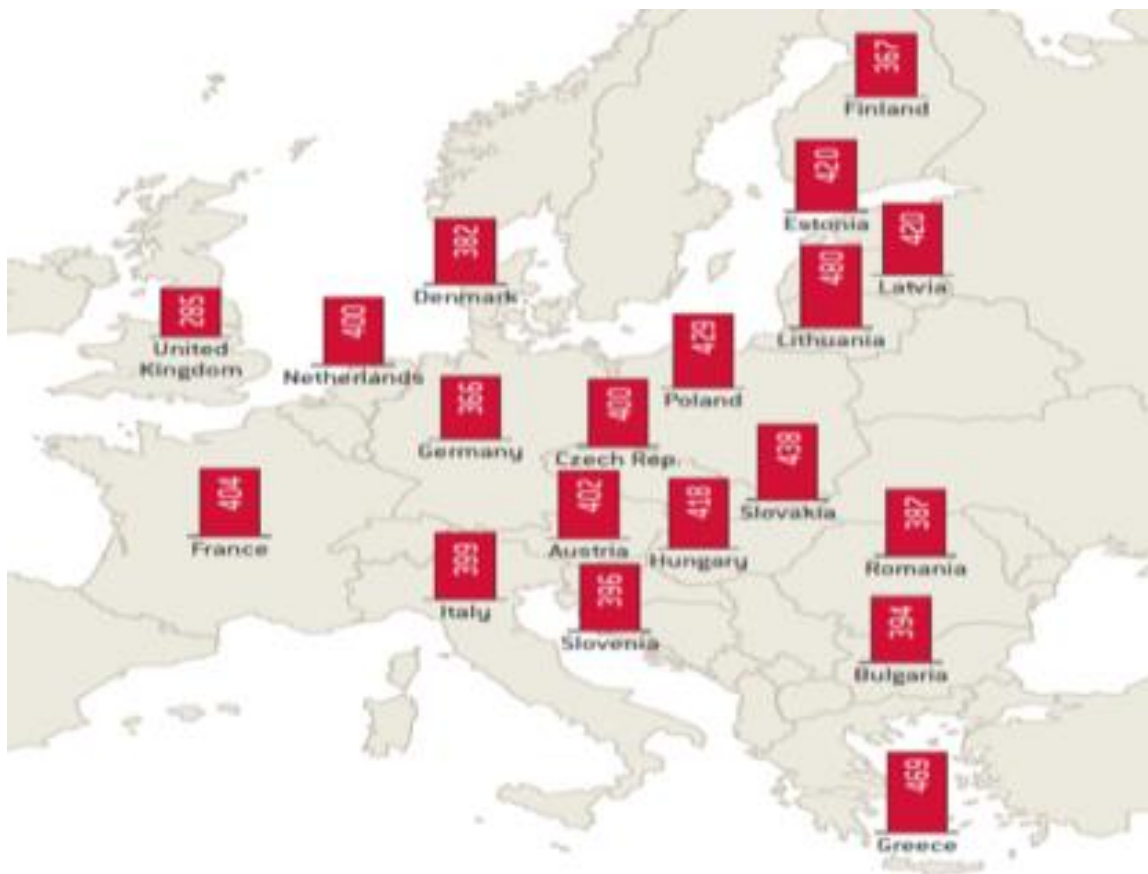 367
Finland
420
Estonia
420
Latvia
382
Denmark
480
Lithuania
285
United
Kingdom
400
Netherlands
429
Poland
366
Germany
400
Czech Rep.
438
Slovakia
404
France
402
Austria
418
Hungary
387
Romania
399
Italy
396
Slovenia
394
Bulgaria
469
Greece